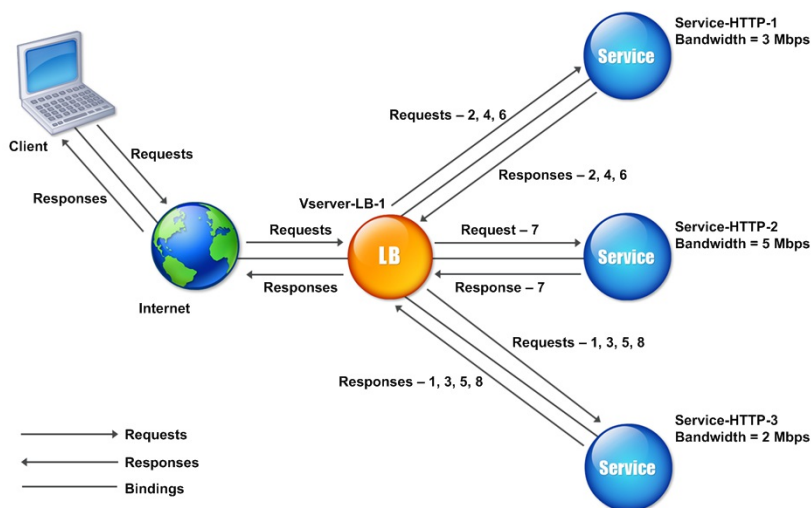 Service-HTTP-1
Bandwidth = 3 Mbps
Service
Requests – 2, 4, 6
Client
Requests
Responses – 2, 4, 6
Responses
Vserver-LB-1
Service-HTTP-2
Bandwidth = 5 Mbps
Requests
Request – 7
LB
Service
Responses
Response – 7
Internet
Requests – 1, 3, 5, 8
Responses – 1, 3, 5, 8
Service-HTTP-3
Bandwidth = 2 Mbps
Requests
Service
Responses
Bindings